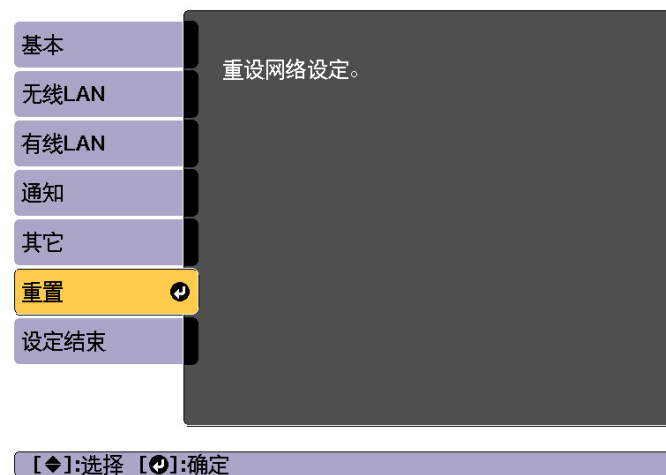 基本
无线LAN
有线LAN
通知
其它
重置
设定结束
重设网络设定。
[◆]:选择 [↵]:确定